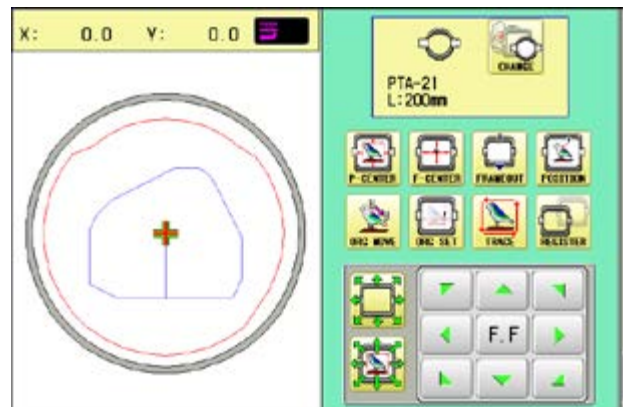 X: 0.0 Y: 0.0
CHANGE
PTA-21
L:200mm
P-CENTER F-CENTER FRAMEOUT POSITION
ORG MOVE ORG SET TRACE REGISTER
F.F